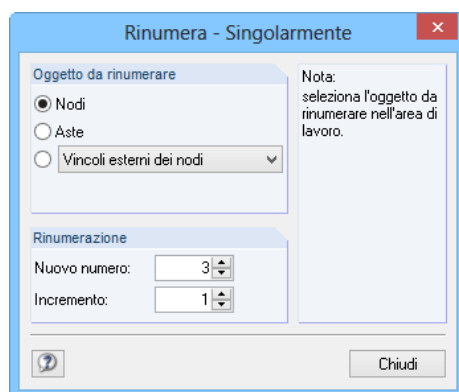 Rinumera - Singolarmente
Oggetto da rinumerare
Nodi
Aste
Vincoli esterni dei nodi
Nota:
seleziona l'oggetto da
rinumerare nell'area di
lavoro.
Rinumerazione
Nuovo numero: 3
Incremento: 1
Chiudi